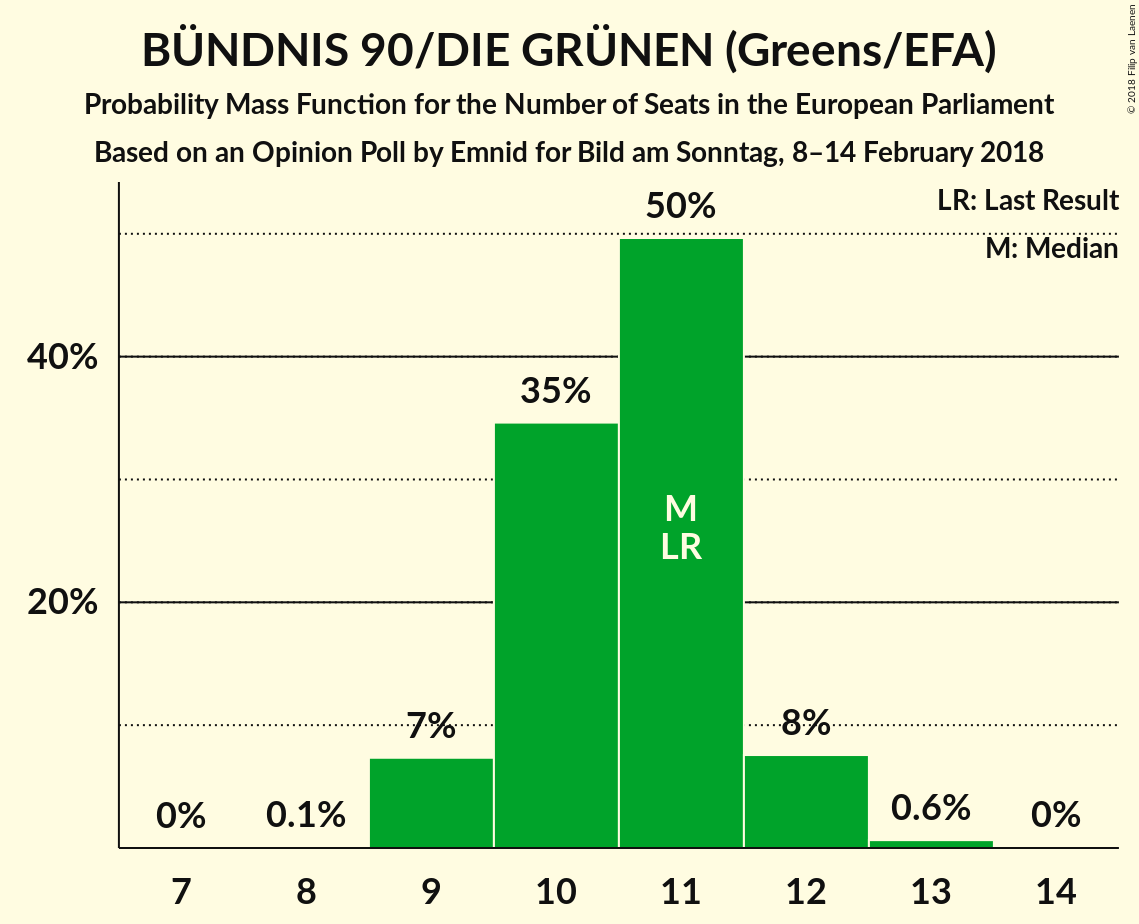 BÜNDNIS 90/DIE GRÜNEN (Greens/EFA)
Probability Mass Function for the Number of Seats in the European Parliament
Based on an Opinion Poll by Emnid for Bild am Sonntag, 8–14 February 2018
© 2018 Filip van Laenen
LR: Last Result
M: Median
50%
40%
35%
M
LR
20%
7%
8%
0%
0.1%
0.6%
0%
7 8 9 10 11 12 13 14